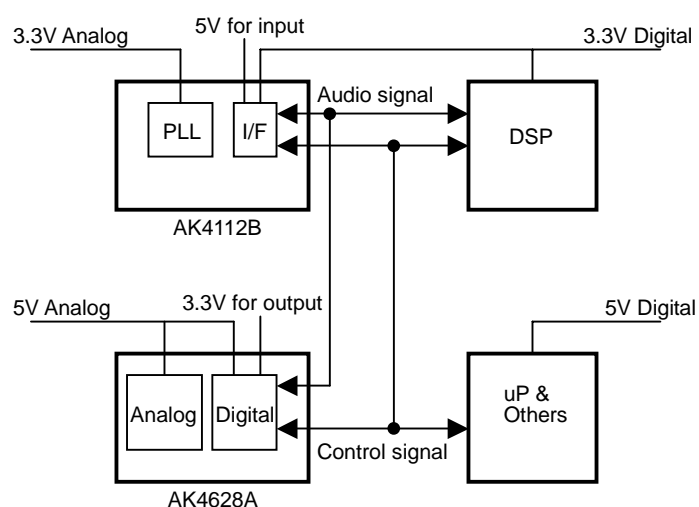 5V for input
3.3V Analog
3.3V Digital
Audio signal
PLL
I/F
DSP
AK4112B
5V Analog
3.3V for output
5V Digital
Analog
Digital
uP &
Others
Control signal
AK4628A